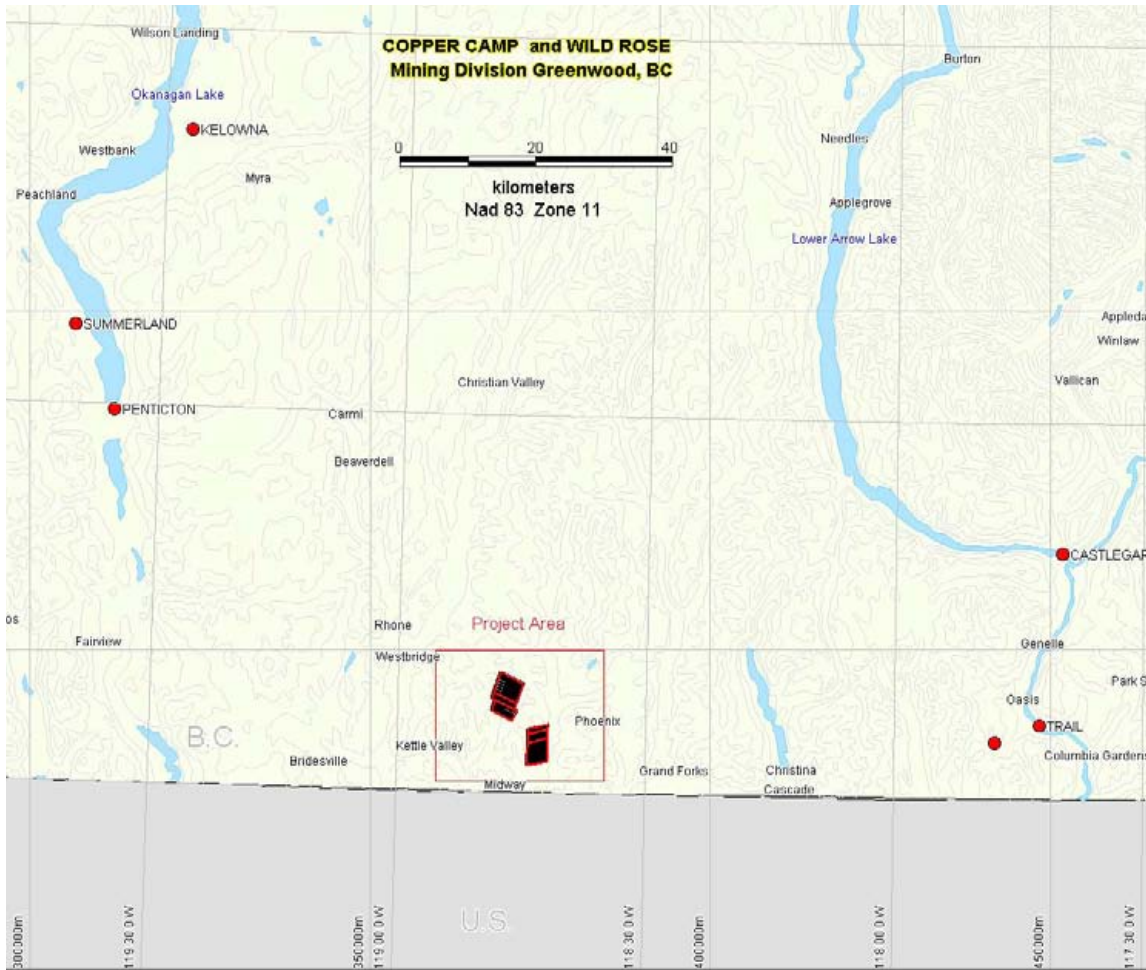 Wilson Landing
COPPER CAMP and WILD ROSE
Mining Division Greenwood, BC
Burton
Okanagan Lake
KELOWNA
Needles
Westbank
0 20 40
Myra
kilometers
Nad 83 Zone 11
Peachland
Applegrove
Lower Arrow Lake
SUMMERLAND
Appleda
Winlaw
Christian Valley
Vallican
PENTICTON
Carmi
Beaverdell
CASTLEGAR
os
Rhone
Project Area
Fairview
Genelle
Westbridge
Park S
Oasis
Phoenix
TRAIL
B.C.
Kettle Valley
Columbia Gardens
Bridesville
Grand Forks
Christina
Midway
Cascade
U.S.
300000m
119 30 0 W
350000m
119 00 0 W
118 30 0 W
400000m
118 00 0 W
450000m
117 30 0 W